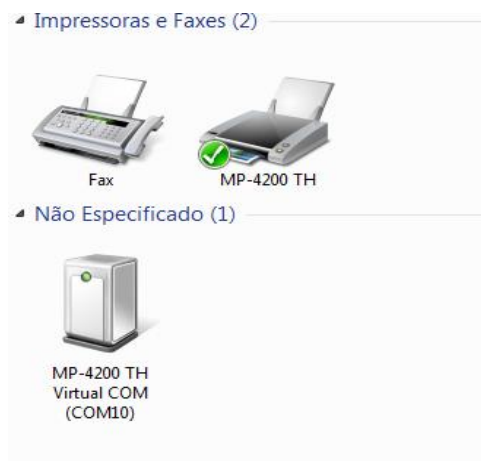 Impressoras e Faxes (2)
Fax
MP-4200 TH
Não Especificado (1)
MP-4200 TH
Virtual COM
(COM10)